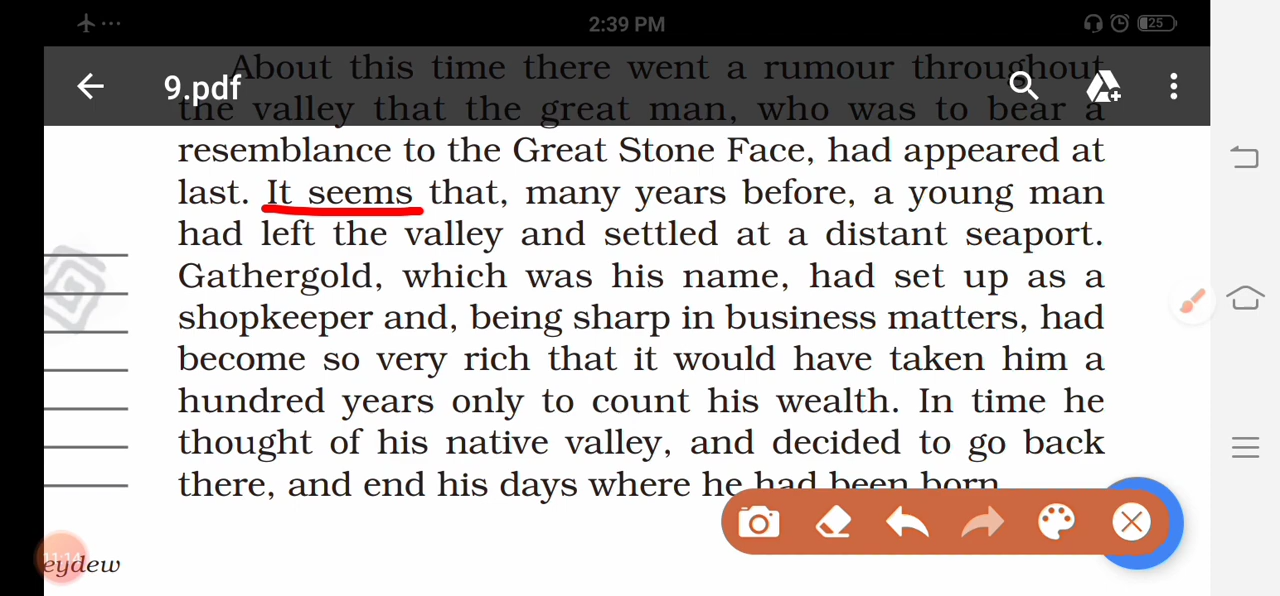 2:39 PM
25
9.pdf
About this time there went a rumour throughout
the valley that the great man, who was to bear a
resemblance to the Great Stone Face, had appeared at
last. It seems that, many years before, a young man
had left the valley and settled at a distant seaport.
Gathergold, which was his name, had set up as a
shopkeeper and, being sharp in business matters, had
become so very rich that it would have taken him a
hundred years only to count his wealth. In time he
thought of his native valley, and decided to go back
there, and end his days where he had been born.
11:14
eydew